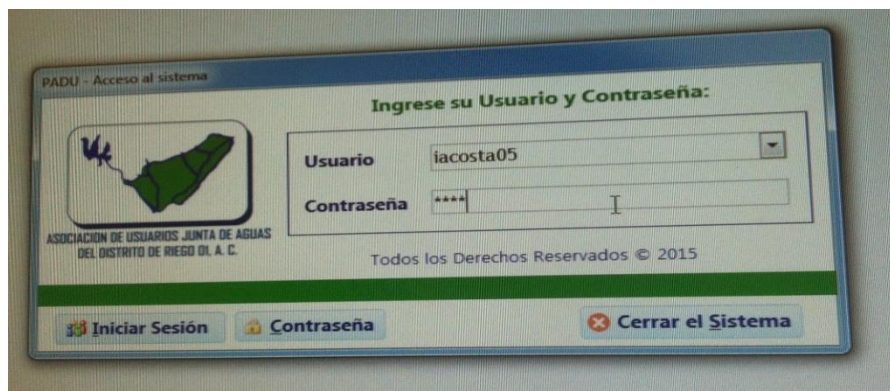 PADU - Acceso al sistema
Ingrese su Usuario y Contraseña:
Usuario iacosta05
Contraseña ****
ASOCIACION DE USUARIOS JUNTA DE AGUAS
DEL DISTRITO DE RIEGO 01, A. C.
Todos los Derechos Reservados © 2015
Iniciar Sesión Contraseña Cerrar el Sistema